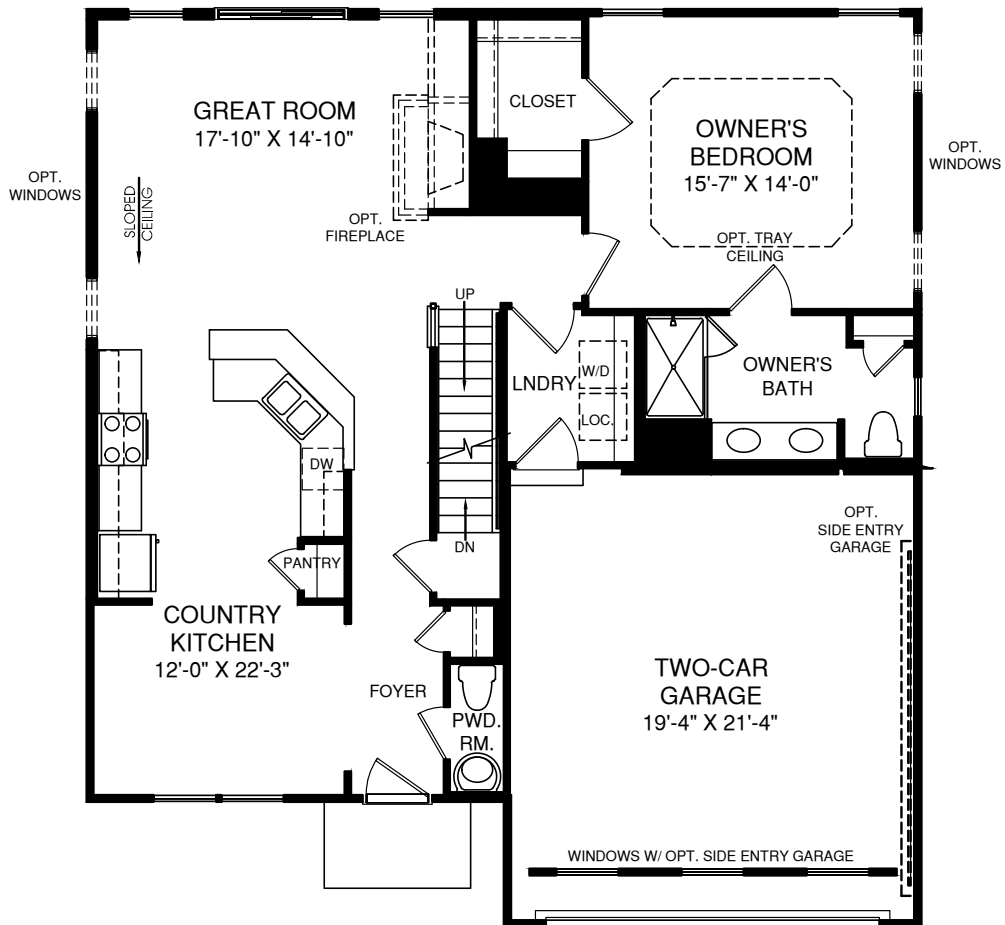 GREAT ROOM
17'-10" X 14'-10"
CLOSET
OWNER'S
BEDROOM
15'-7" X 14'-0"
OPT.
WINDOWS
OPT.
WINDOWS
SLOPED
CEILING
OPT.
FIREPLACE
OPT. TRAY
CEILING
UP
LNDRY
W/D
LOC.
OWNER'S
BATH
DW
DN
PANTRY
OPT.
SIDE ENTRY
GARAGE
COUNTRY
KITCHEN
12'-0" X 22'-3"
FOYER
PWD.
RM.
TWO-CAR
GARAGE
19'-4" X 21'-4"
WINDOWS W/ OPT. SIDE ENTRY GARAGE